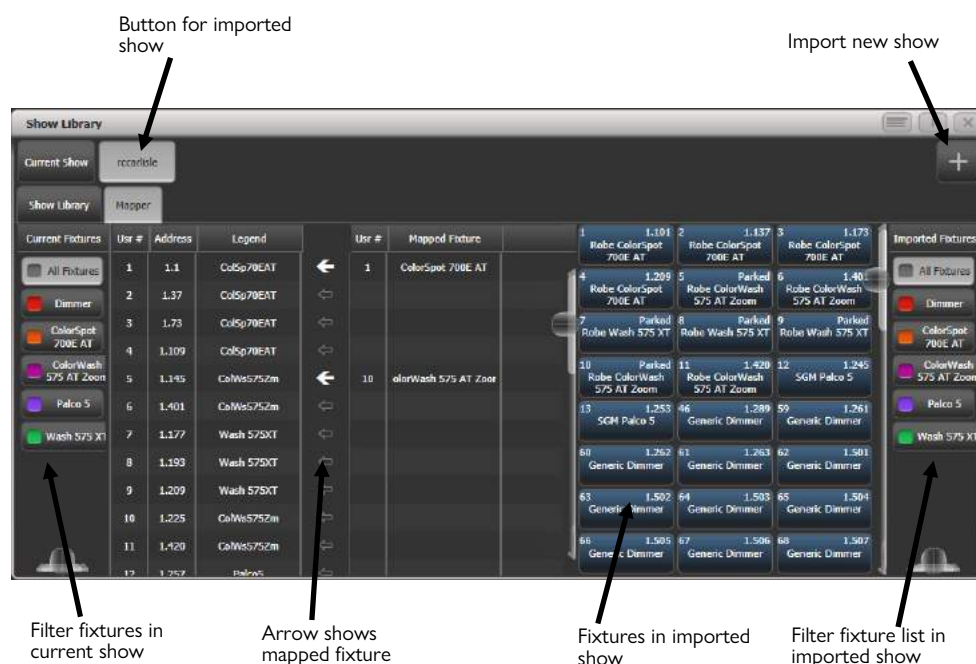 Button for imported
show
Import new show
Show Library
Current Show
Show Library Mapper
Current Fixtures Usr # Address Legend Usr # Mapped Fixture Imported Fixtures
All Fixtures
Dimmer
ColorSpot
700E AT
ColorWash
575 AT Zoon
Palco 5
Wash 575 XT
1 1.1 ColSp70EAT 1 ColorSpot 700E AT
2 1.37 ColSp70EAT
3 1.73 ColSp70EAT
4 1.109 ColSp70EAT
5 1.145 ColWs575Zm 10 olorWash 575 AT Zoor
6 1.401 ColWs575Zm
7 1.177 Wash 575XT
8 1.193 Wash 575XT
9 1.209 Wash 575XT
10 1.225 ColWs575Zm
11 1.420 ColWs575Zm
12 1.257 Palco5
1 1.101 2 1.137 3 1.173
Robe ColorSpot Robe ColorSpot Robe ColorSpot
700E AT 700E AT 700E AT
4 1.209 5 Parked 6 1.401
Robe ColorSpot Robe ColorWash Robe ColorWash
700E AT 575 AT Zoom 575 AT Zoom
7 Parked 8 Parked 9 Parked
Robe Wash 575 XT Robe Wash 575 XT Robe Wash 575 XT
10 Parked 11 1.420 12 1.245
Robe ColorWash Robe ColorWash SGM Palco 5
575 AT Zoom 575 AT Zoom
13 1.253 46 1.289 59 1.261
SGM Palco 5 Generic Dimmer Generic Dimmer
60 1.262 61 1.263 62 1.501
Generic Dimmer Generic Dimmer Generic Dimmer
63 1.502 64 1.503 65 1.504
Generic Dimmer Generic Dimmer Generic Dimmer
66 1.505 67 1.506 68 1.507
Generic Dimmer Generic Dimmer Generic Dimmer
All Fixtures
Dimmer
ColorSpot
700E AT
ColorWash
575 AT Zoon
Palco 5
Wash 575 XT
Filter fixtures in
current show
Arrow shows
mapped fixture
Fixtures in imported
show
Filter fixture list in
imported show